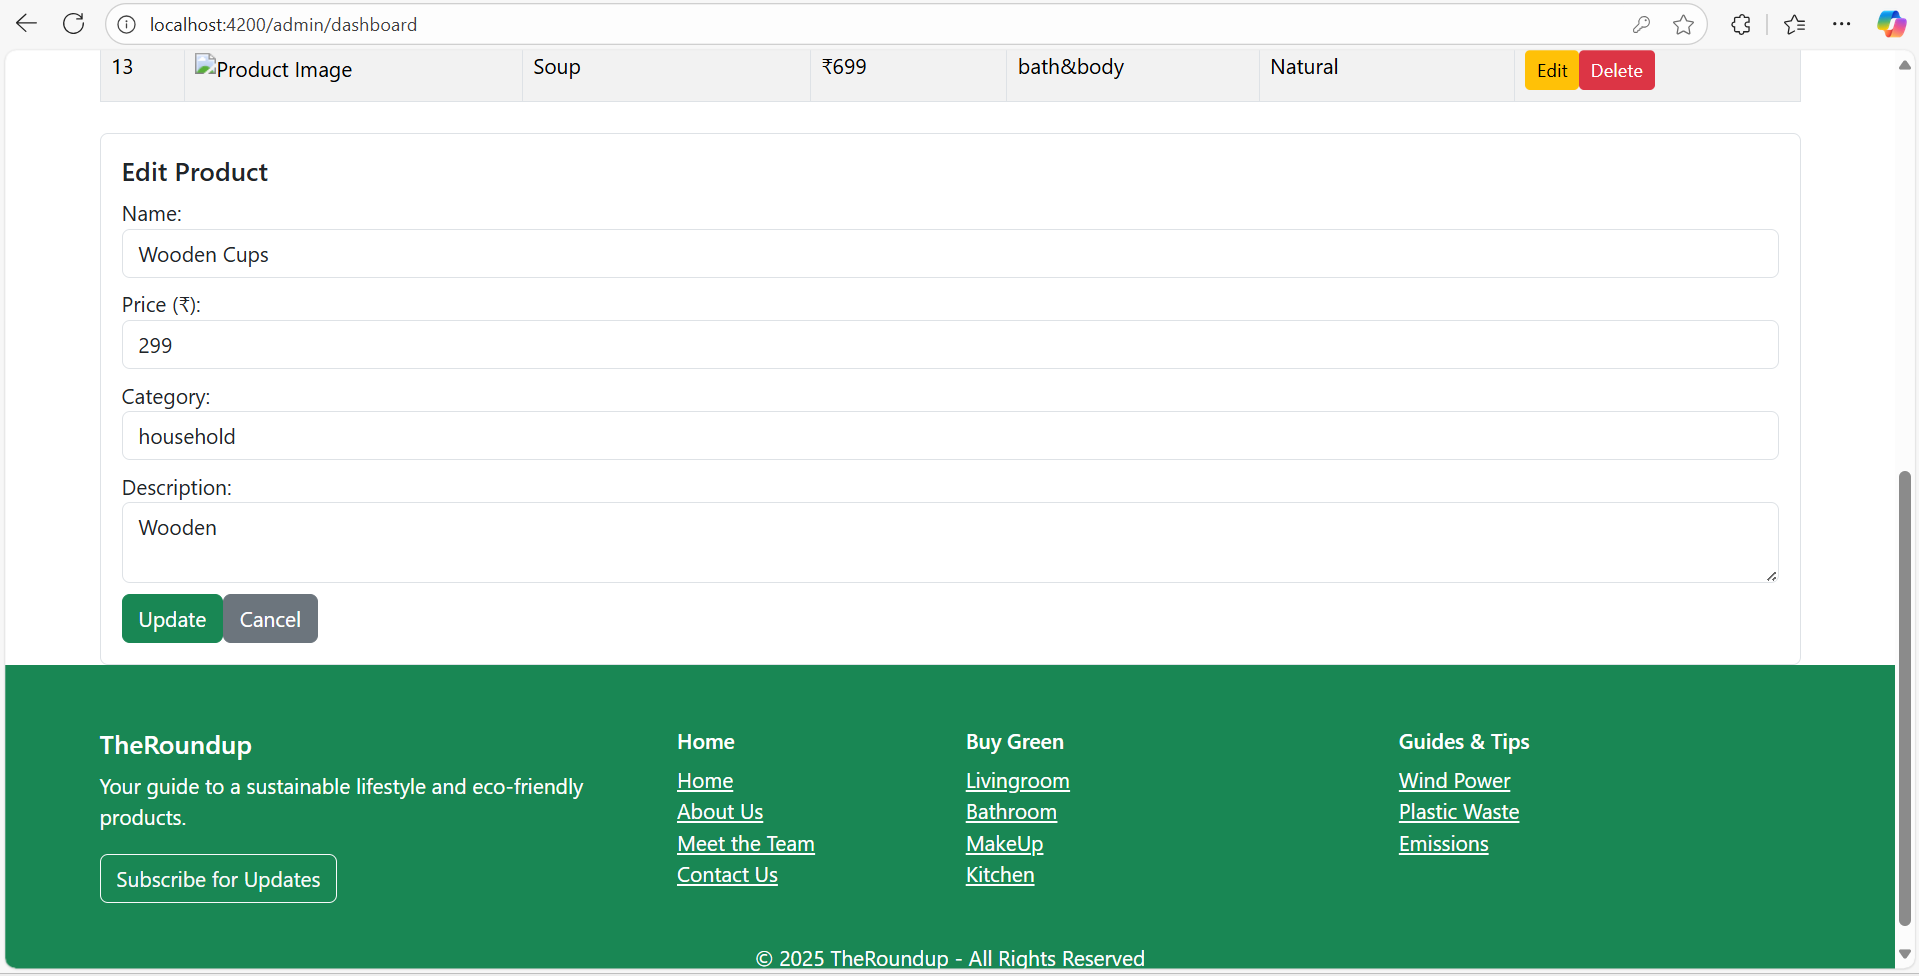 localhost:4200/admin/dashboard
13 Product Image Soup ₹699 bath&body Natural Edit Delete
Edit Product
Name:
Wooden Cups
Price (₹):
299
Category:
household
Description:
Wooden
Update Cancel
TheRoundup
Your guide to a sustainable lifestyle and eco-friendly
products.
Subscribe for Updates
Home
Home
About Us
Meet the Team
Contact Us
Buy Green
Livingroom
Bathroom
MakeUp
Kitchen
Guides & Tips
Wind Power
Plastic Waste
Emissions
© 2025 TheRoundup - All Rights Reserved